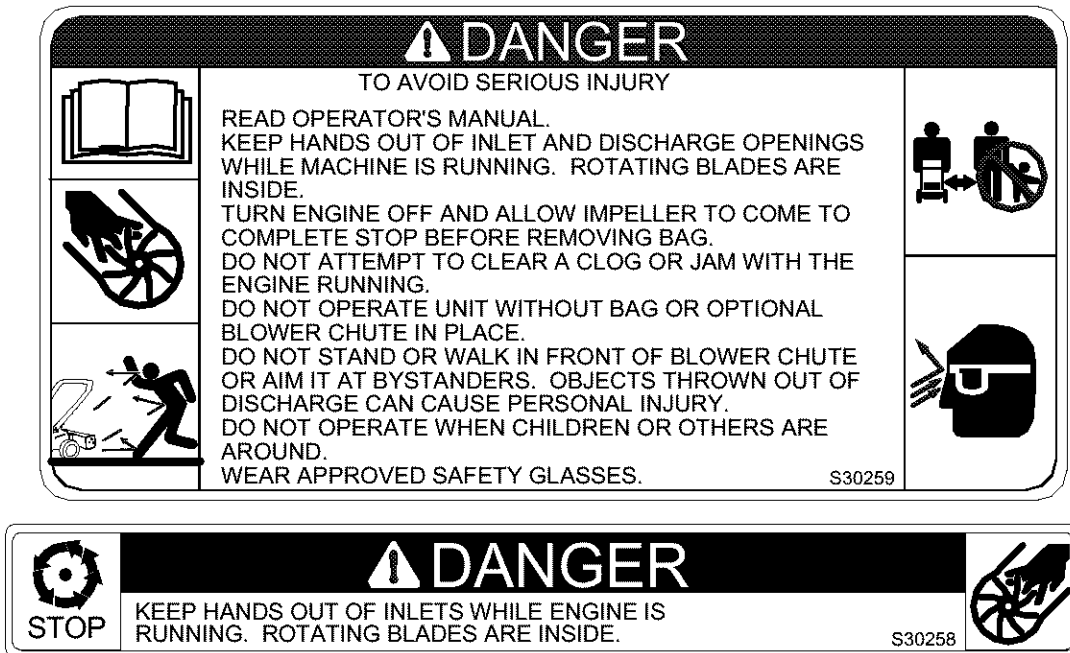 DANGER
TO AVOID SERIOUS INJURY
READ OPERATOR'S MANUAL.
KEEP HANDS OUT OF INLET AND DISCHARGE OPENINGS
WHILE MACHINE IS RUNNING. ROTATING BLADES ARE
INSIDE.
TURN ENGINE OFF AND ALLOW IMPELLER TO COME TO
COMPLETE STOP BEFORE REMOVING BAG.
DO NOT ATTEMPT TO CLEAR A CLOG OR JAM WITH THE
ENGINE RUNNING.
DO NOT OPERATE UNIT WITHOUT BAG OR OPTIONAL
BLOWER CHUTE IN PLACE.
DO NOT STAND OR WALK IN FRONT OF BLOWER CHUTE
OR AIM IT AT BYSTANDERS. OBJECTS THROWN OUT OF
DISCHARGE CAN CAUSE PERSONAL INJURY.
DO NOT OPERATE WHEN CHILDREN OR OTHERS ARE
AROUND.
WEAR APPROVED SAFETY GLASSES.
S30259
STOP
DANGER
KEEP HANDS OUT OF INLETS WHILE ENGINE IS
RUNNING. ROTATING BLADES ARE INSIDE.
S30258